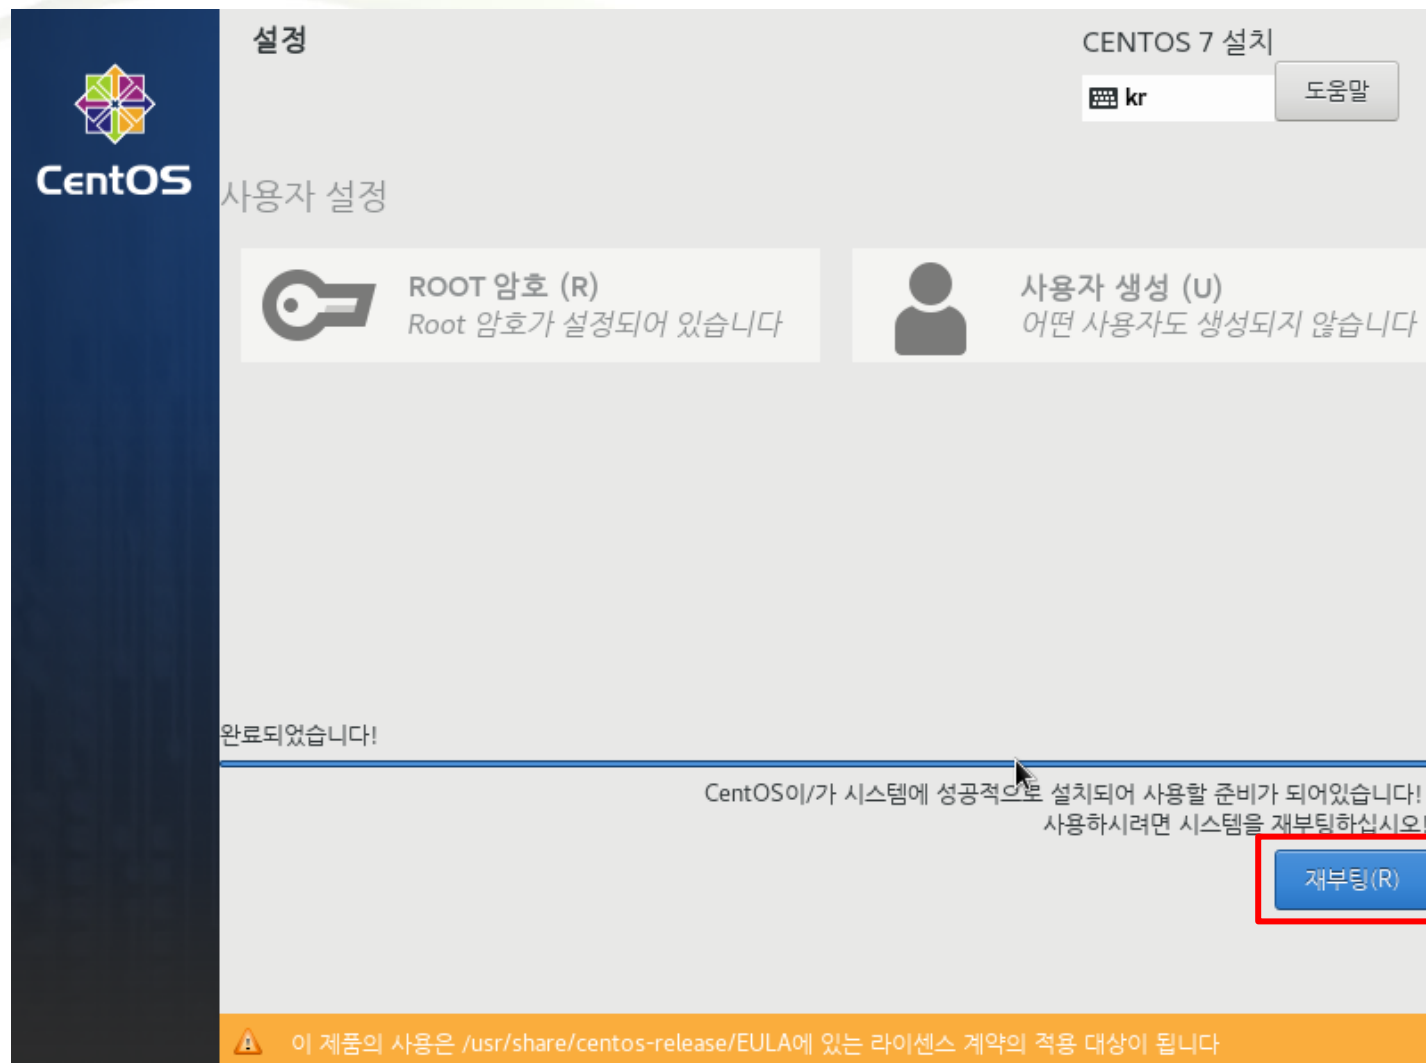 설정
CENTOS 7 설치
kr
도움말
CentOS
사용자 설정
ROOT 암호 (R)
Root 암호가 설정되어 있습니다
사용자 생성 (U)
어떤 사용자도 생성되지 않습니다
완료되었습니다!
CentOS이/가 시스템에 성공적으로 설치되어 사용할 준비가 되어있습니다!
사용하시려면 시스템을 재부팅하십시오!
재부팅(R)
이 제품의 사용은 /usr/share/centos-release/EULA에 있는 라이센스 계약의 적용 대상이 됩니다